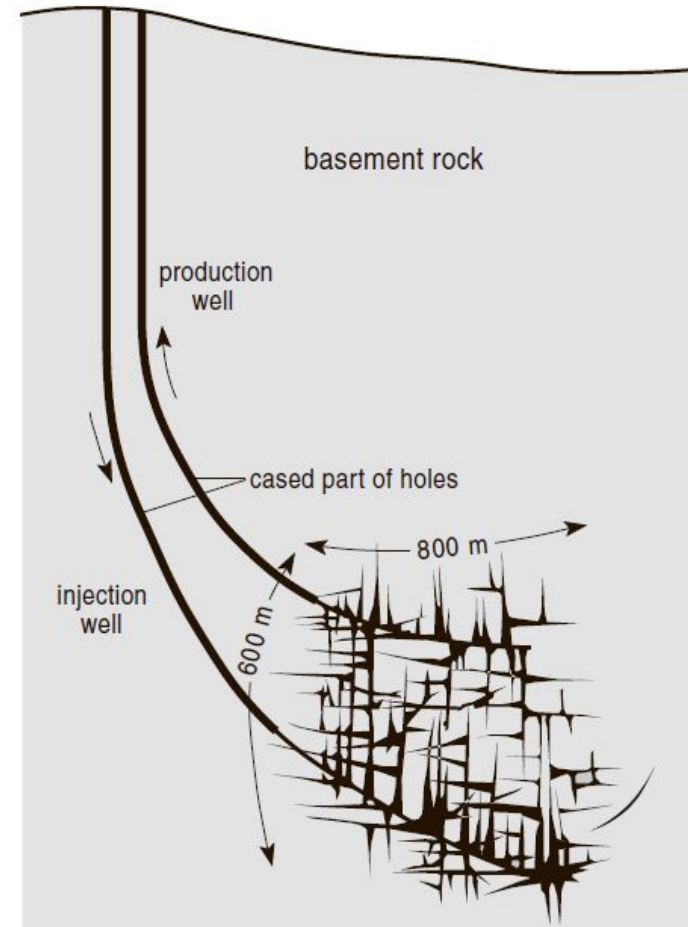 basement rock
production
well
cased part of holes
800 m
injection
well
600 m